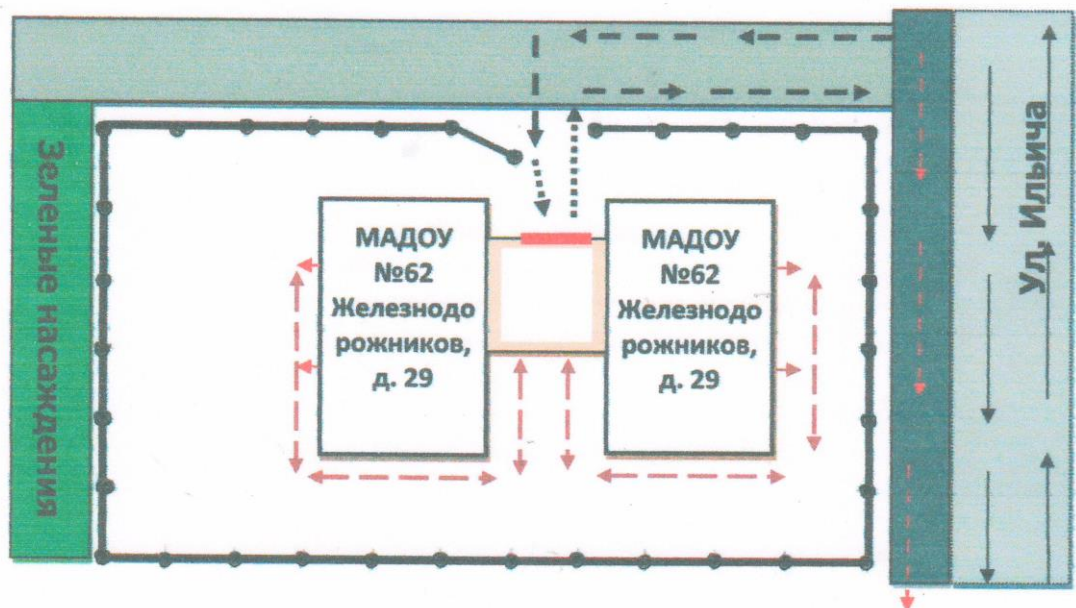 Зеленые насаждения
МАДОУ
№62
Железнодо
рожников,
д. 29
МАДОУ
№62
Железнодо
рожников,
д. 29
Ул. Ильича